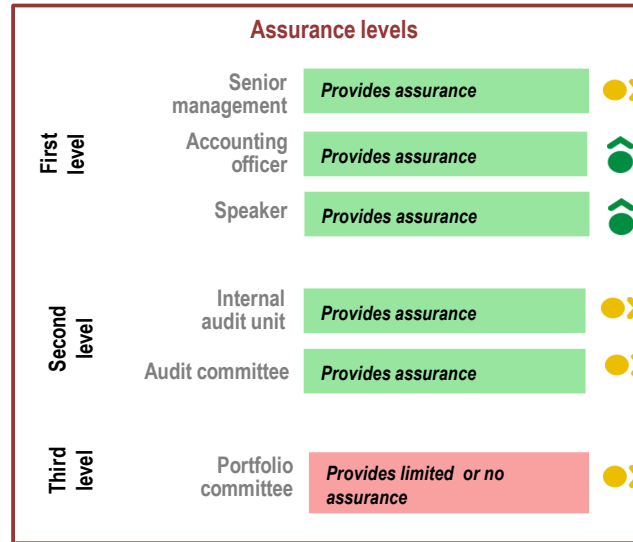 Assurance levels
First
level
Senior
management
Provides assurance
Accounting
officer
Provides assurance
Speaker
Provides assurance
Second
level
Internal
audit unit
Provides assurance
Audit committee
Provides assurance
Third
level
Portfolio
committee
Provides limited or no
assurance